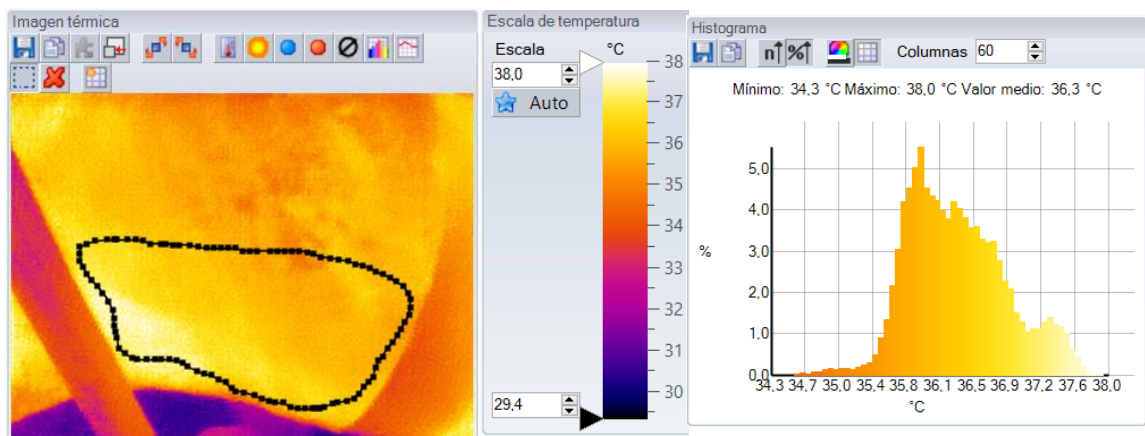 Imagen térmica
Escala de temperatura
Escala
°C
38,0
Auto
38
37
36
35
34
33
32
31
30
29,4
Histograma
n %
Columnas 60
Mínimo: 34,3 °C Máximo: 38,0 °C Valor medio: 36,3 °C
5,0
4,0
3,0
%
2,0
1,0
0,0
34,3 34,7 35,0 35,4 35,8 36,1 36,5 36,9 37,2 37,6 38,0
°C